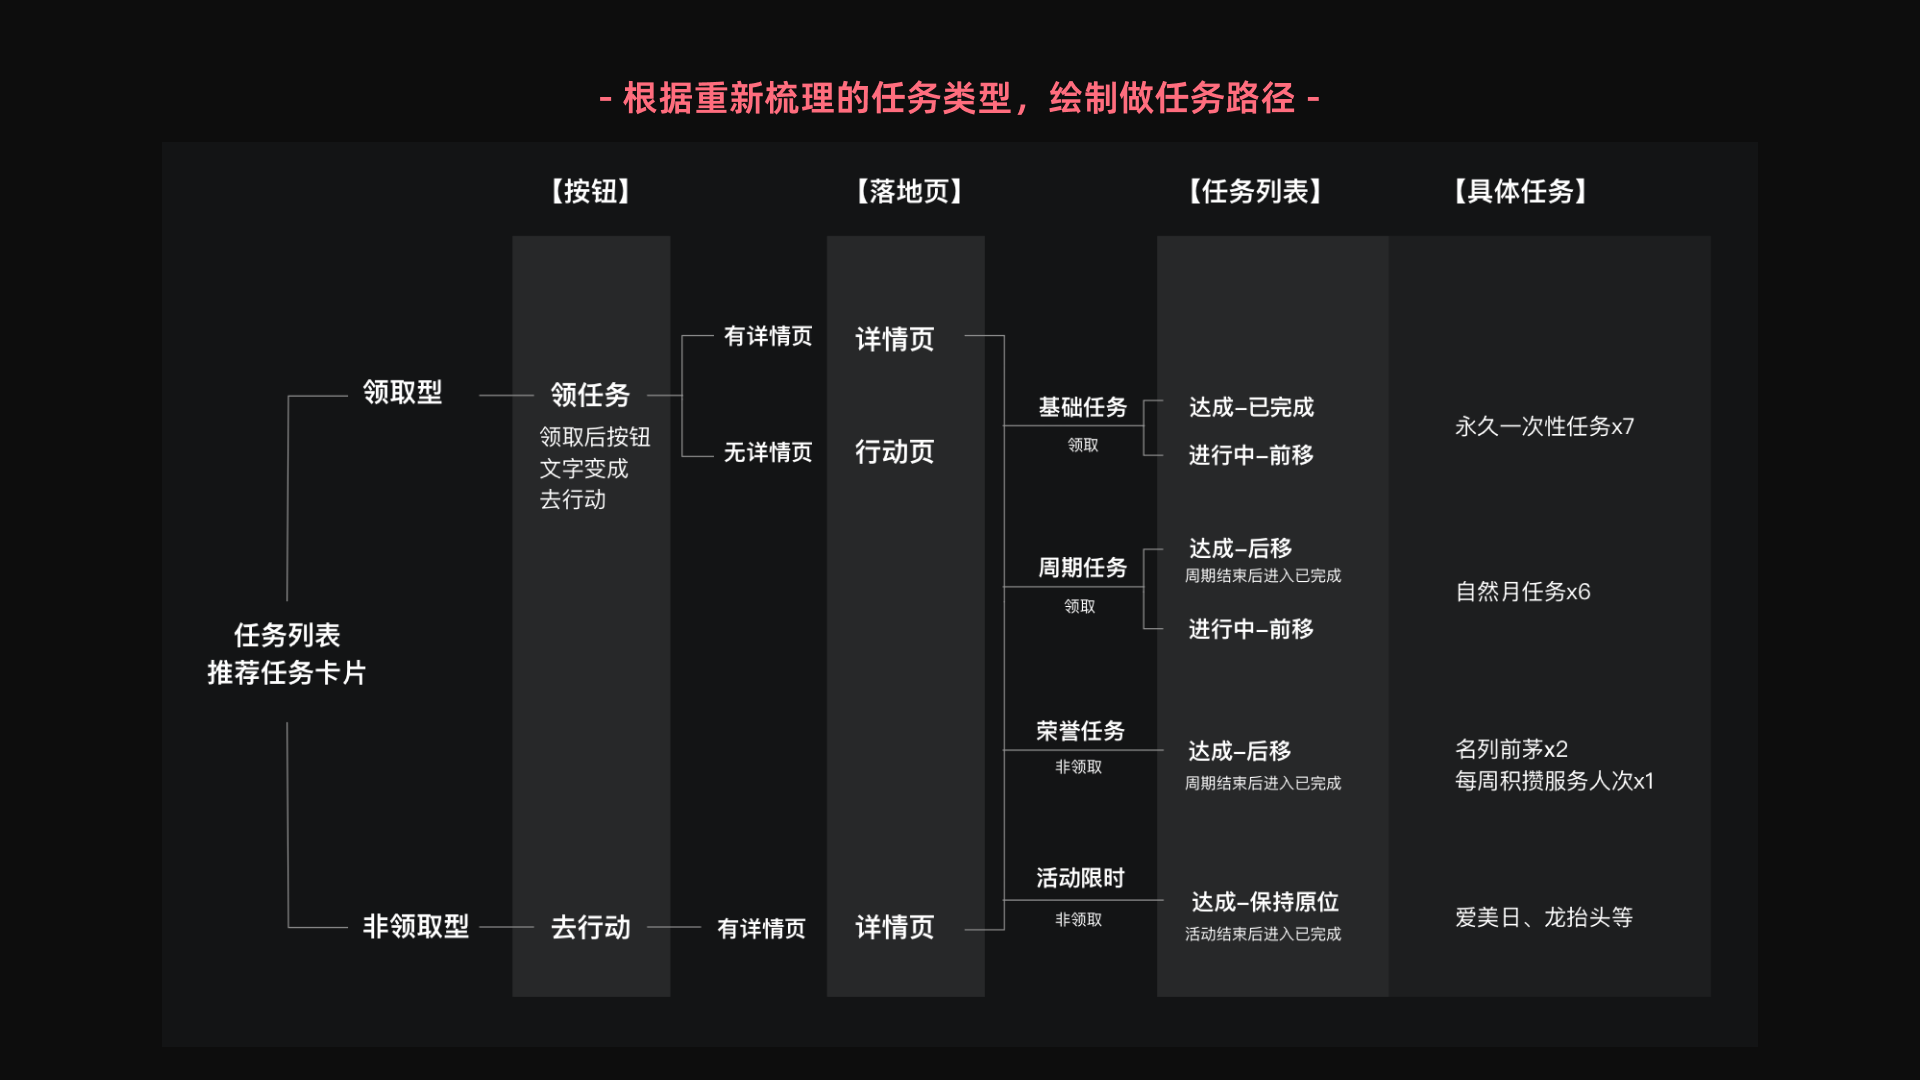 - 根据重新梳理的任务类型，绘制做任务路径 -
【按钮】
【落地页】
【任务列表】
【具体任务】
任务列表
推荐任务卡片
领取型
领任务
领取后按钮
文字变成
去行动
有详情页
详情页
无详情页
行动页
非领取型
去行动
有详情页
详情页
基础任务
领取
达成–已完成
进行中–前移
永久一次性任务x7
周期任务
领取
达成–后移
周期结束后进入已完成
进行中–前移
自然月任务x6
荣誉任务
非领取
达成–后移
周期结束后进入已完成
名列前茅x2
每周积攒服务人次x1
活动限时
非领取
达成–保持原位
活动结束后进入已完成
爱美日、龙抬头等